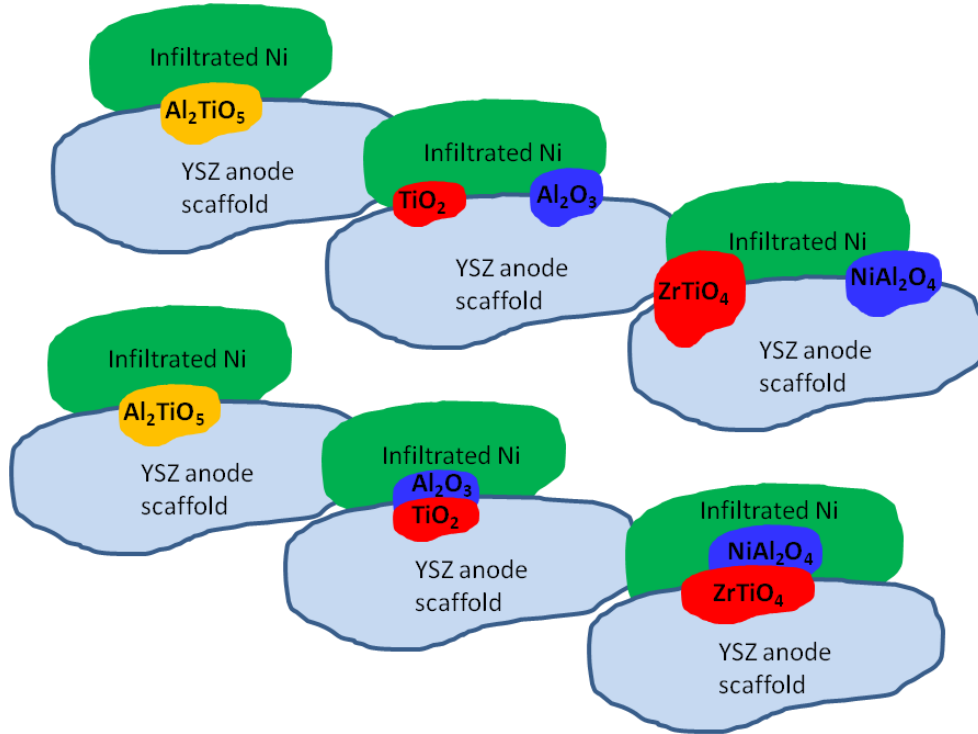 Infiltrated Ni
Al₂TiO₅
YSZ anode
scaffold
Infiltrated Ni
TiO₂
Al₂O₃
YSZ anode
scaffold
Infiltrated Ni
ZrTiO₄
NiAl₂O₄
YSZ anode
scaffold
Infiltrated Ni
Al₂TiO₅
YSZ anode
scaffold
Infiltrated Ni
Al₂O₃
TiO₂
YSZ anode
scaffold
Infiltrated Ni
NiAl₂O₄
ZrTiO₄
YSZ anode
scaffold